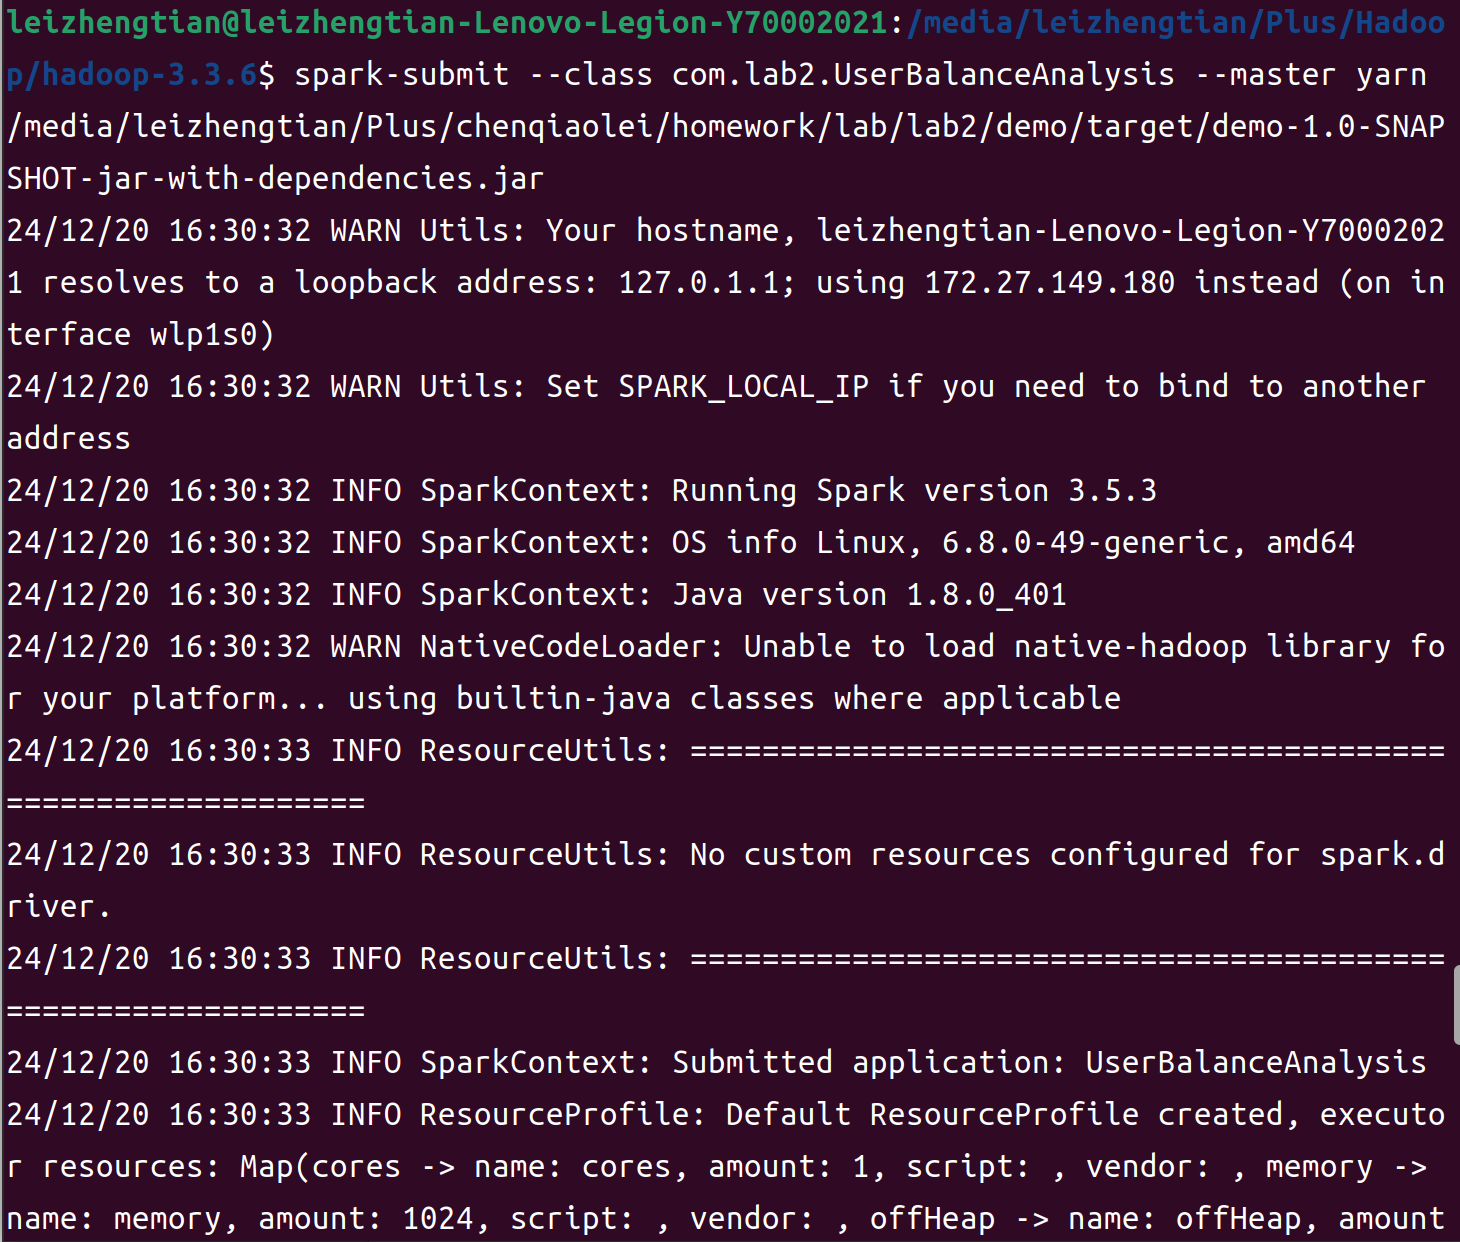 leizhengtian@leizhengtian-Lenovo-Legion-Y70002021:/media/leizhengtian/Plus/Hadoo
p/hadoop-3.3.6$ spark-submit --class com.lab2.UserBalanceAnalysis --master yarn
/media/leizhengtian/Plus/chenqiaolei/homework/lab/lab2/demo/target/demo-1.0-SNAP
SHOT-jar-with-dependencies.jar
24/12/20 16:30:32 WARN Utils: Your hostname, leizhengtian-Lenovo-Legion-Y7000202
1 resolves to a loopback address: 127.0.1.1; using 172.27.149.180 instead (on in
terface wlp1s0)
24/12/20 16:30:32 WARN Utils: Set SPARK_LOCAL_IP if you need to bind to another
address
24/12/20 16:30:32 INFO SparkContext: Running Spark version 3.5.3
24/12/20 16:30:32 INFO SparkContext: OS info Linux, 6.8.0-49-generic, amd64
24/12/20 16:30:32 INFO SparkContext: Java version 1.8.0_401
24/12/20 16:30:32 WARN NativeCodeLoader: Unable to load native-hadoop library fo
r your platform... using builtin-java classes where applicable
24/12/20 16:30:33 INFO ResourceUtils: ==========================================
====================
24/12/20 16:30:33 INFO ResourceUtils: No custom resources configured for spark.d
river.
24/12/20 16:30:33 INFO ResourceUtils: ==========================================
====================
24/12/20 16:30:33 INFO SparkContext: Submitted application: UserBalanceAnalysis
24/12/20 16:30:33 INFO ResourceProfile: Default ResourceProfile created, executo
r resources: Map(cores -> name: cores, amount: 1, script: , vendor: , memory ->
name: memory, amount: 1024, script: , vendor: , offHeap -> name: offHeap, amount